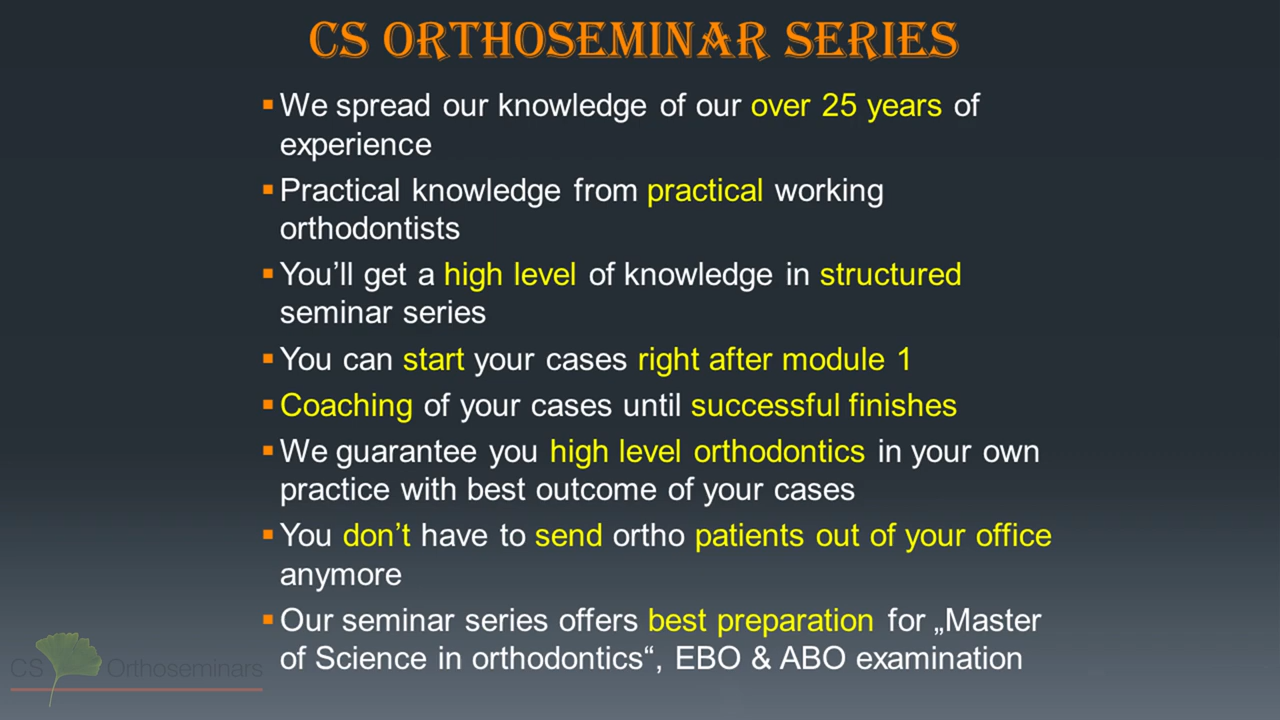 CS ORTHOSEMINAR SERIES
▪We spread our knowledge of our over 25 years of
experience
▪Practical knowledge from practical working
orthodontists
▪You’ll get a high level of knowledge in structured
seminar series
▪You can start your cases right after module 1
▪Coaching of your cases until successful finishes
▪We guarantee you high level orthodontics in your own
practice with best outcome of your cases
▪You don’t have to send ortho patients out of your office
anymore
▪Our seminar series offers best preparation for „Master
of Science in orthodontics“, EBO & ABO examination
CS Orthoseminars